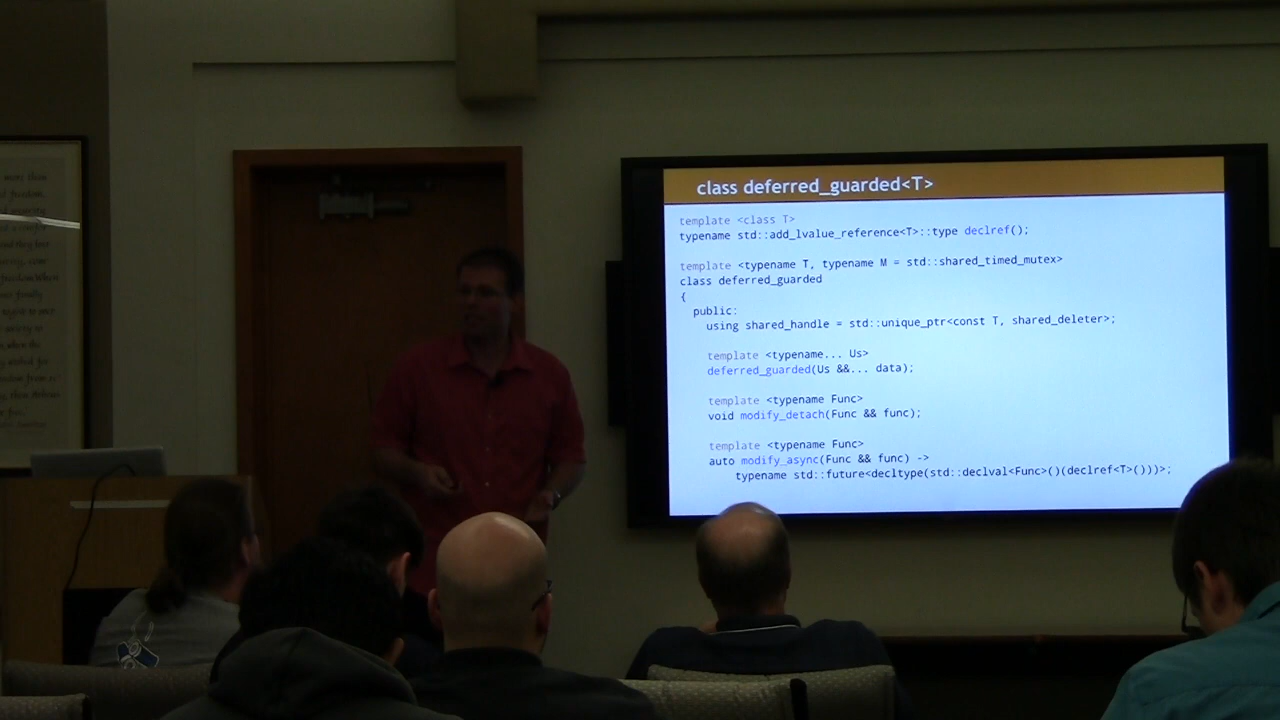 class deferred_guarded<T>
template <class T>
typename std::add_lvalue_reference<T>::type declref();
template <typename T, typename M = std::shared_timed_mutex>
class deferred_guarded
{
public:
using shared_handle = std::unique_ptr<const T, shared_deleter>;
template <typename... Us>
deferred_guarded(Us &&... data);
template <typename Func>
void modify_detach(Func && func);
template <typename Func>
auto modify_async(Func && func) ->
typename std::future<decltype(std::declval<Func>()(declref<T>()))>;